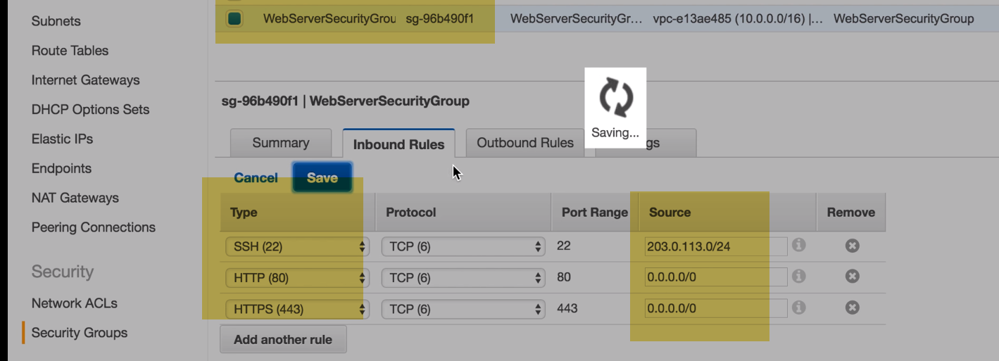 Subnets
Route Tables
Internet Gateways
DHCP Options Sets
Elastic IPs
Endpoints
NAT Gateways
Peering Connections
Security
Network ACLs
Security Groups
WebServerSecurityGrou sg-96b490f1 WebServerSecurityGr... vpc-e13ae485 (10.0.0.0/16) |... WebServerSecurityGroup
sg-96b490f1 | WebServerSecurityGroup
Saving...
Summary Inbound Rules Outbound Rules gs
Cancel Save
Type Protocol Port Range Source Remove
SSH (22) TCP (6) 22 203.0.113.0/24
HTTP (80) TCP (6) 80 0.0.0.0/0
HTTPS (443) TCP (6) 443 0.0.0.0/0
Add another rule